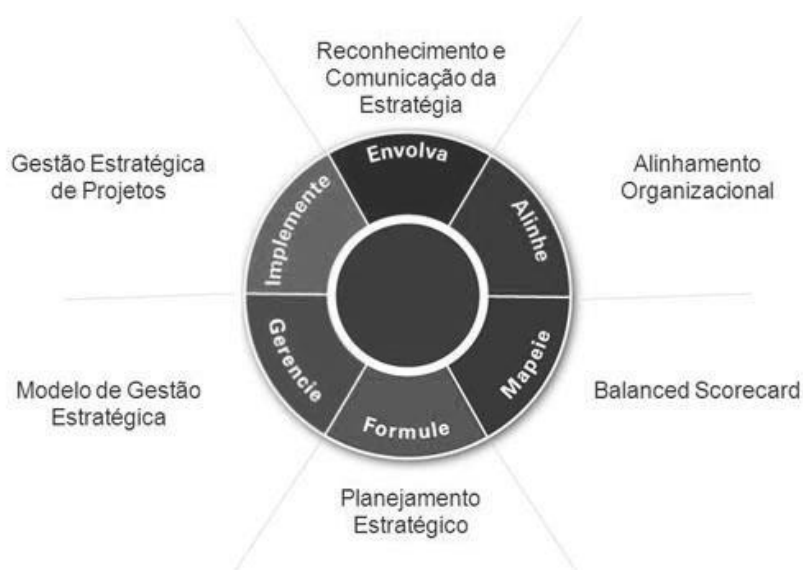 Reconhecimento e
Comunicação da
Estratégia
Gestão Estratégica
de Projetos
Alinhamento
Organizacional
Envolva
Implemente
Alinhe
Gerencie
Mapeie
Formule
Modelo de Gestão
Estratégica
Balanced Scorecard
Planejamento
Estratégico